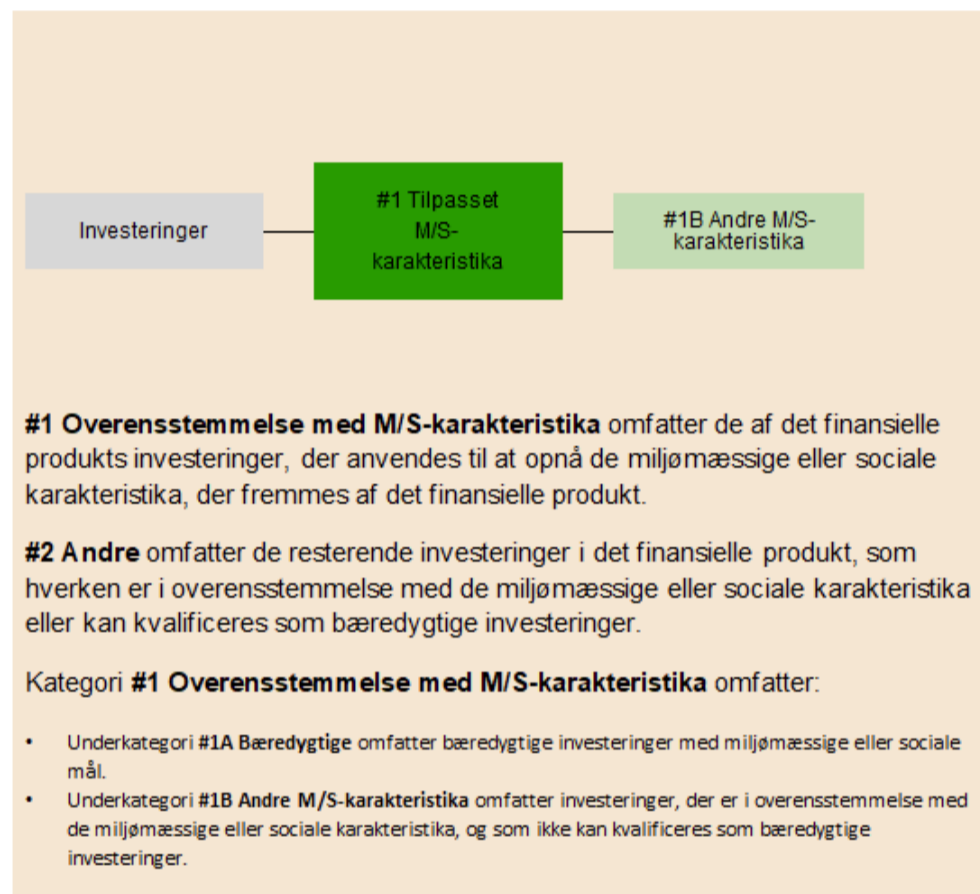 Investeringer
#1 Tilpasset
M/S-
karakteristika
#1B Andre M/S-
karakteristika
#1 Overensstemmelse med M/S-karakteristika omfatter de af det finansielle
produkts investeringer, der anvendes til at opnå de miljømæssige eller sociale
karakteristika, der fremmes af det finansielle produkt.
#2 Andre omfatter de resterende investeringer i det finansielle produkt, som
hverken er i overensstemmelse med de miljømæssige eller sociale karakteristika
eller kan kvalificeres som bæredygtige investeringer.
Kategori #1 Overensstemmelse med M/S-karakteristika omfatter:
• Underkategori #1A Bæredygtige omfatter bæredygtige investeringer med miljømæssige eller sociale
mål.
• Underkategori #1B Andre M/S-karakteristika omfatter investeringer, der er i overensstemmelse med
de miljømæssige eller sociale karakteristika, og som ikke kan kvalificeres som bæredygtige
investeringer.